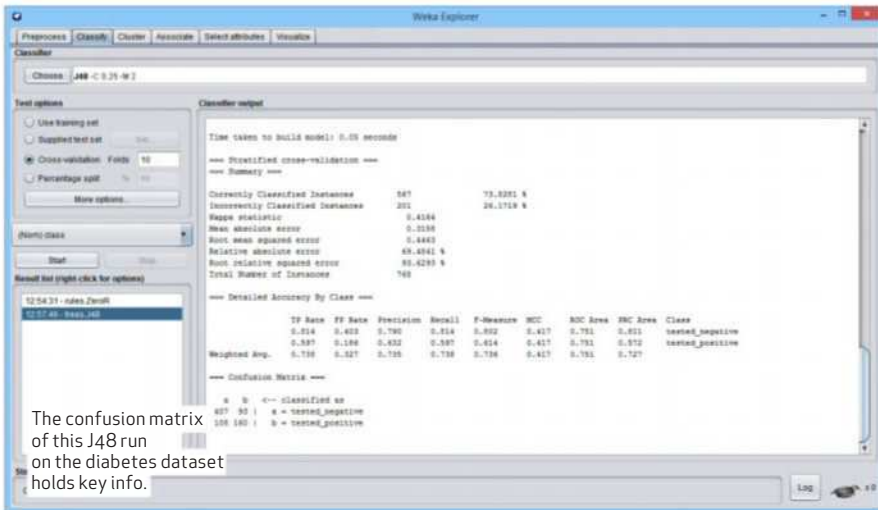 Weka Explorer
Preprocess Classify Cluster Associate Select attributes Visualize
Classifier
Choose J48 -C 0.25 -M 2
Test options
Use training set
Supplied test set Set...
Cross-validation Folds 10
Percentage split %
More options...
(Nom) class
Start Stop
Result list (right-click for options)
12:54:31 - rules.ZeroR
12:57:46 - trees.J48
Classifier output
Time taken to build model: 0.05 seconds
=== Stratified cross-validation ===
=== Summary ===
Correctly Classified Instances 567 73.8281 %
Incorrectly Classified Instances 201 26.1719 %
Kappa statistic 0.4164
Mean absolute error 0.3158
Root mean squared error 0.4463
Relative absolute error 69.4841 %
Root relative squared error 93.6293 %
Total Number of Instances 768
=== Detailed Accuracy By Class ===
TP Rate FP Rate Precision Recall F-Measure MCC ROC Area PRC Area Class
0.814 0.403 0.790 0.814 0.802 0.417 0.751 0.811 tested_negative
0.597 0.186 0.632 0.597 0.614 0.417 0.751 0.572 tested_positive
Weighted Avg. 0.738 0.327 0.735 0.738 0.736 0.417 0.751 0.727
=== Confusion Matrix ===
a b <-- classified as
407 93 | a = tested_negative
108 160 | b = tested_positive
The confusion matrix
of this J48 run
on the diabetes dataset
holds key info.
Log x 0